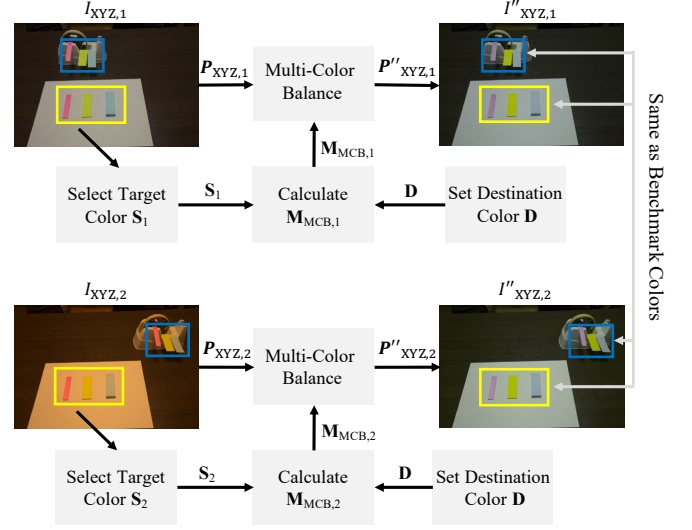 I_XYZ,1
I''_XYZ,1
P_XYZ,1
Multi-Color
Balance
P''_XYZ,1
M_MCB,1
Select Target
Color S_1
S_1
Calculate
M_MCB,1
D
Set Destination
Color D
Same as Benchmark Colors
I_XYZ,2
I''_XYZ,2
P_XYZ,2
Multi-Color
Balance
P''_XYZ,2
M_MCB,2
Select Target
Color S_2
S_2
Calculate
M_MCB,2
D
Set Destination
Color D